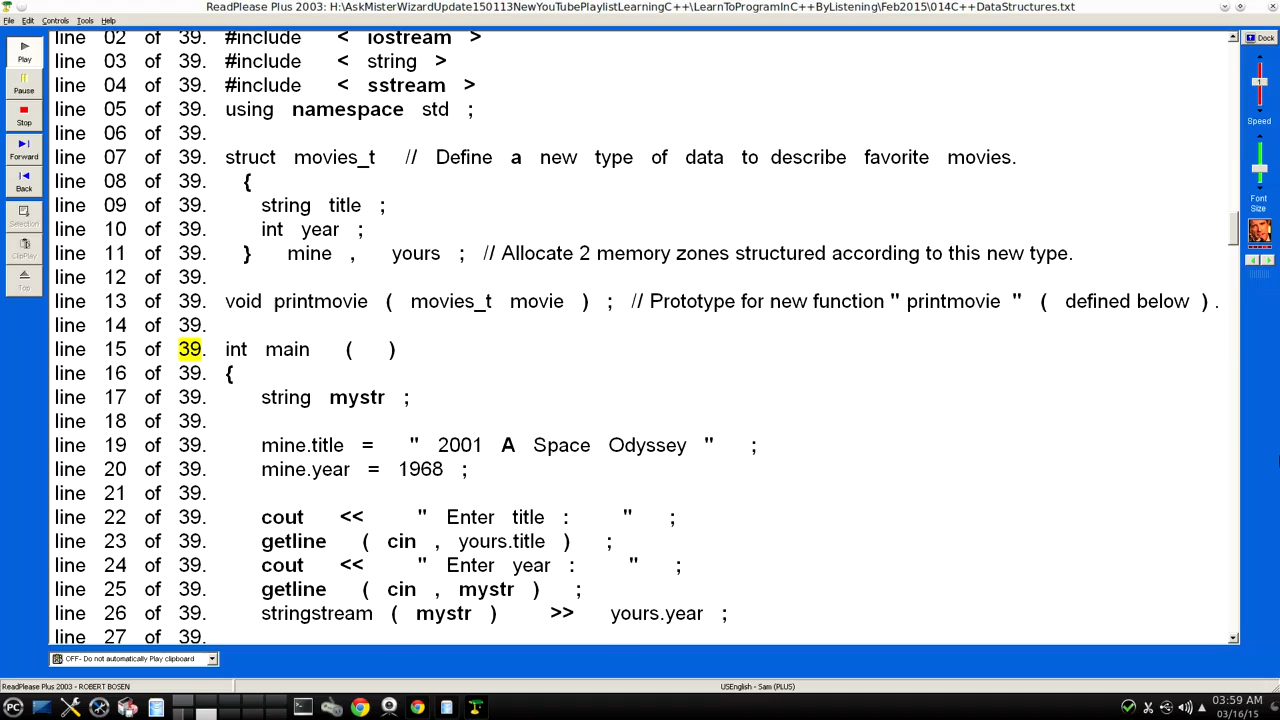 ReadPlease Plus 2003: H:\AskMisterWizardUpdate150113NewYouTubePlaylistLearningC++\LearnToProgramInC++ByListening\Feb2015\014C++DataStructures.txt
File Edit Controls Tools Help
Play
Pause
Stop
Forward
Back
Selection
ClipPlay
Top
Dock
Speed
Font
Size
line 02 of 39. #include < iostream >
line 03 of 39. #include < string >
line 04 of 39. #include < sstream >
line 05 of 39. using namespace std ;
line 06 of 39.
line 07 of 39. struct movies_t // Define a new type of data to describe favorite movies.
line 08 of 39. {
line 09 of 39. string title ;
line 10 of 39. int year ;
line 11 of 39. } mine , yours ; // Allocate 2 memory zones structured according to this new type.
line 12 of 39.
line 13 of 39. void printmovie ( movies_t movie ) ; // Prototype for new function " printmovie " ( defined below ) .
line 14 of 39.
line 15 of 39. int main ( )
line 16 of 39. {
line 17 of 39. string mystr ;
line 18 of 39.
line 19 of 39. mine.title = " 2001 A Space Odyssey " ;
line 20 of 39. mine.year = 1968 ;
line 21 of 39.
line 22 of 39. cout << " Enter title : " ;
line 23 of 39. getline ( cin , yours.title ) ;
line 24 of 39. cout << " Enter year : " ;
line 25 of 39. getline ( cin , mystr ) ;
line 26 of 39. stringstream ( mystr ) >> yours.year ;
line 27 of 39.
OFF- Do not automatically Play clipboard
ReadPlease Plus 2003 - ROBERT BOSEN
USEnglish - Sam (PLUS)
PC
03:59 AM
03/16/15